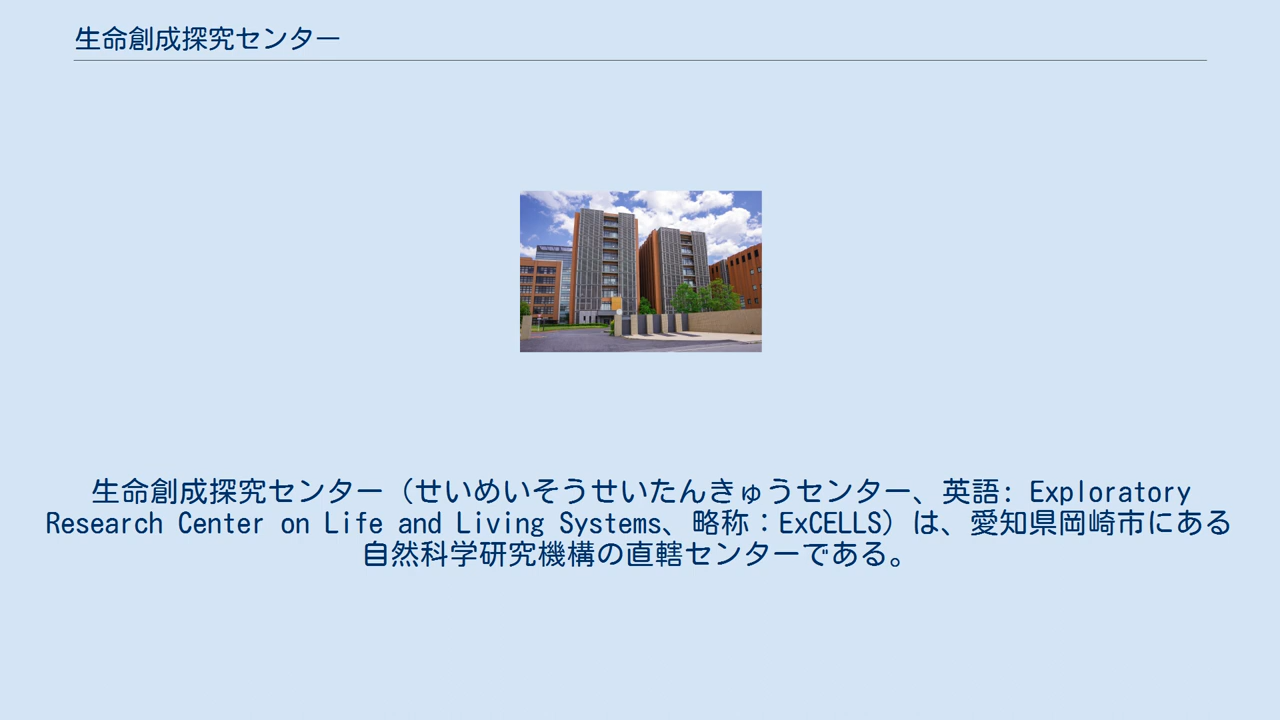 生命創成探究センター
生命創成探究センター（せいめいそうせいたんきゅうセンター、英語: Exploratory
Research Center on Life and Living Systems、略称：ExCELLS）は、愛知県岡崎市にある
自然科学研究機構の直轄センターである。